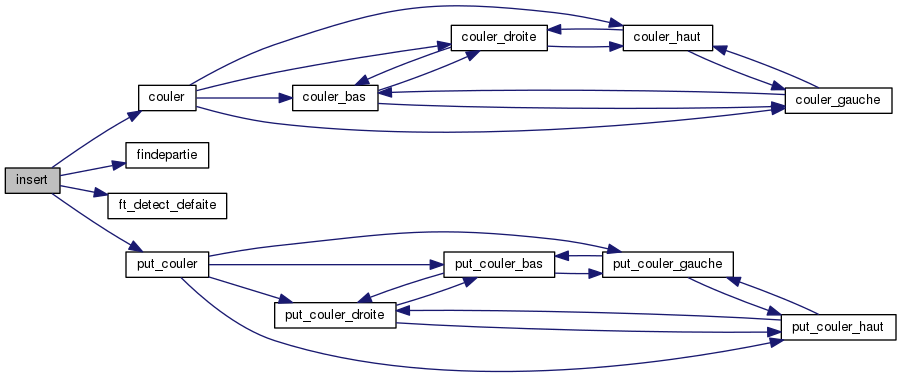 couler_droite
couler_haut
couler
couler_bas
couler_gauche
findepartie
insert
ft_detect_defaite
put_couler
put_couler_bas
put_couler_gauche
put_couler_droite
put_couler_haut